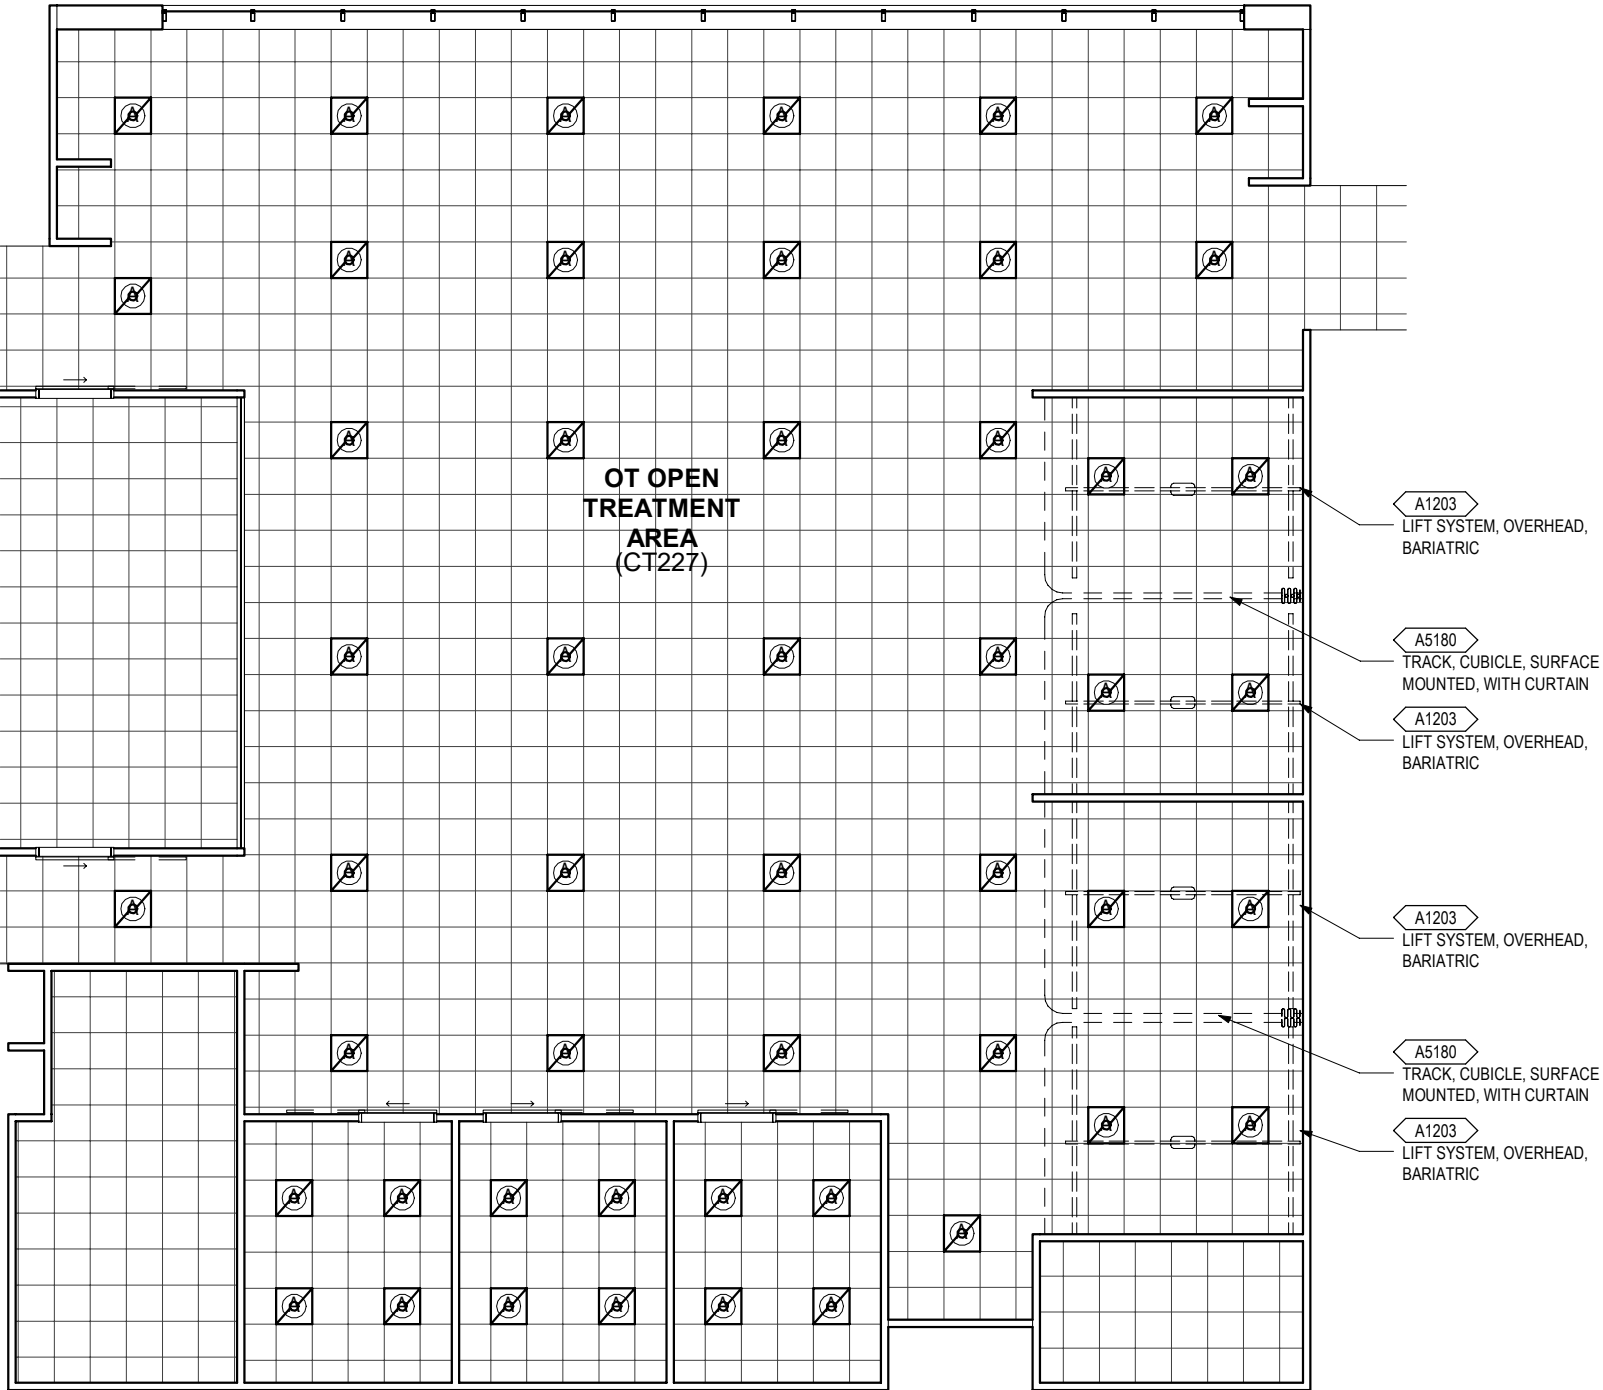 OT OPEN
TREATMENT
AREA
(CT227)
A1203
LIFT SYSTEM, OVERHEAD,
BARIATRIC
A5180
TRACK, CUBICLE, SURFACE
MOUNTED, WITH CURTAIN
A1203
LIFT SYSTEM, OVERHEAD,
BARIATRIC
A1203
LIFT SYSTEM, OVERHEAD,
BARIATRIC
A5180
TRACK, CUBICLE, SURFACE
MOUNTED, WITH CURTAIN
A1203
LIFT SYSTEM, OVERHEAD,
BARIATRIC